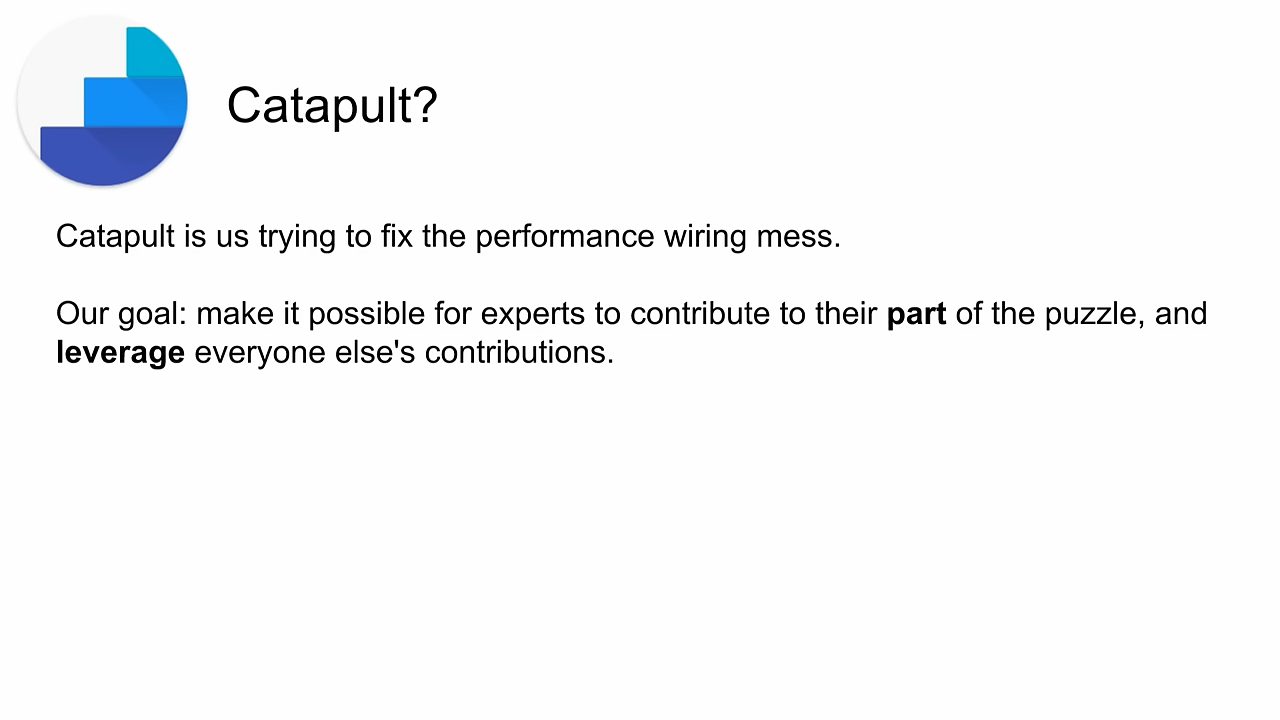 Catapult?
Catapult is us trying to fix the performance wiring mess.
Our goal: make it possible for experts to contribute to their part of the puzzle, and
leverage everyone else's contributions.